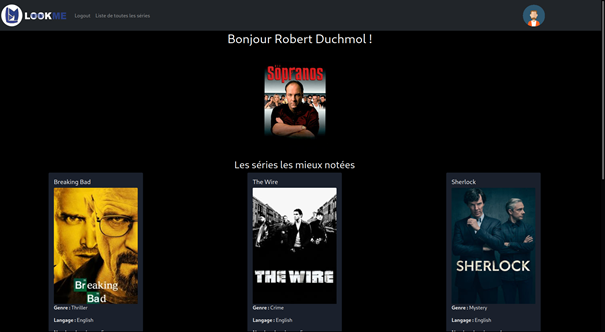 LOOKME
Logout Liste de toutes les séries
Bonjour Robert Duchmol !
Sopranos
Les séries les mieux notées
Breaking Bad
The Wire
Sherlock
Breaking
Bad
THE WIRE
SHERLOCK
Genre : Thriller
Genre : Crime
Genre : Mystery
Langage : English
Langage : English
Langage : English